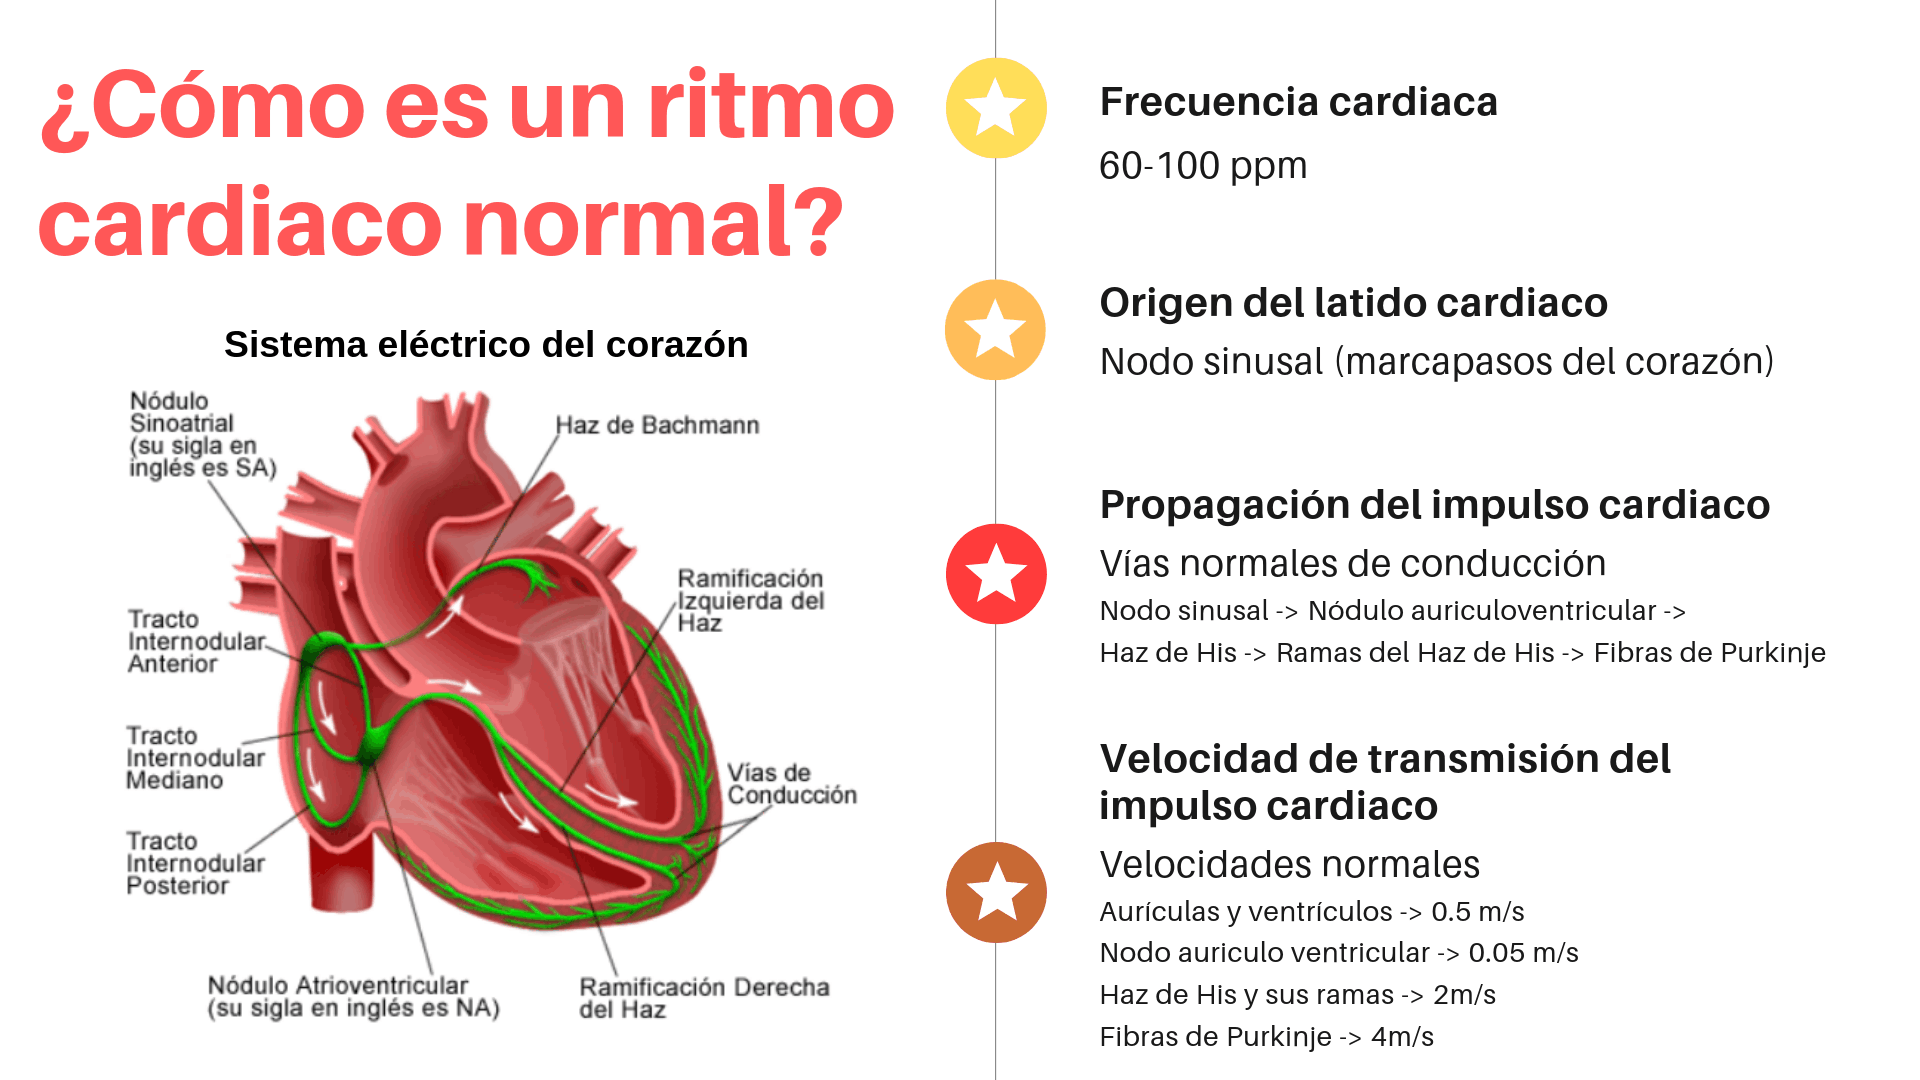 ¿Cómo es un ritmo
cardiaco normal?
Sistema eléctrico del corazón
Nódulo
Sinoatrial
(su sigla en
inglés es SA)
Haz de Bachmann
Ramificación
Izquierda del
Haz
Tracto
Internodular
Anterior
Tracto
Internodular
Mediano
Vías de
Conducción
Tracto
Internodular
Posterior
Nódulo Atrioventricular
(su sigla en inglés es NA)
Ramificación Derecha
del Haz
Frecuencia cardiaca
60-100 ppm
Origen del latido cardiaco
Nodo sinusal (marcapasos del corazón)
Propagación del impulso cardiaco
Vías normales de conducción
Nodo sinusal -> Nódulo auriculoventricular ->
Haz de His -> Ramas del Haz de His -> Fibras de Purkinje
Velocidad de transmisión del
impulso cardiaco
Velocidades normales
Aurículas y ventrículos -> 0.5 m/s
Nodo auriculo ventricular -> 0.05 m/s
Haz de His y sus ramas -> 2m/s
Fibras de Purkinje -> 4m/s